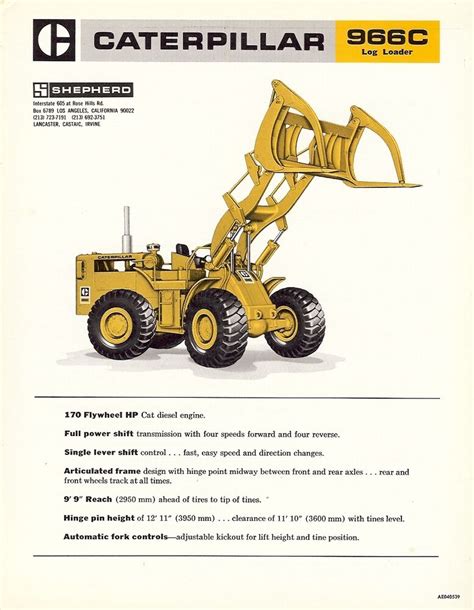 C CATERPILLAR 966C
Log Loader
S SHEPHERD
Interstate 605 at Rose Hills Rd.
Box 6789 LOS ANGELES, CALIFORNIA 90022
(213) 723-7191 (213) 692-3751
LANCASTER, CASTAIC, IRVINE
CATERPILLAR
C
170 Flywheel HP Cat diesel engine.
Full power shift transmission with four speeds forward and four reverse.
Single lever shift control . . . fast, easy speed and direction changes.
Articulated frame design with hinge point midway between front and rear axles . . . rear and
front wheels track at all times.
9′ 9″ Reach (2950 mm) ahead of tires to tip of tines.
Hinge pin height of 12′ 11″ (3950 mm) . . . clearance of 11′ 10″ (3600 mm) with tines level.
Automatic fork controls—adjustable kickout for lift height and tine position.
AE040539